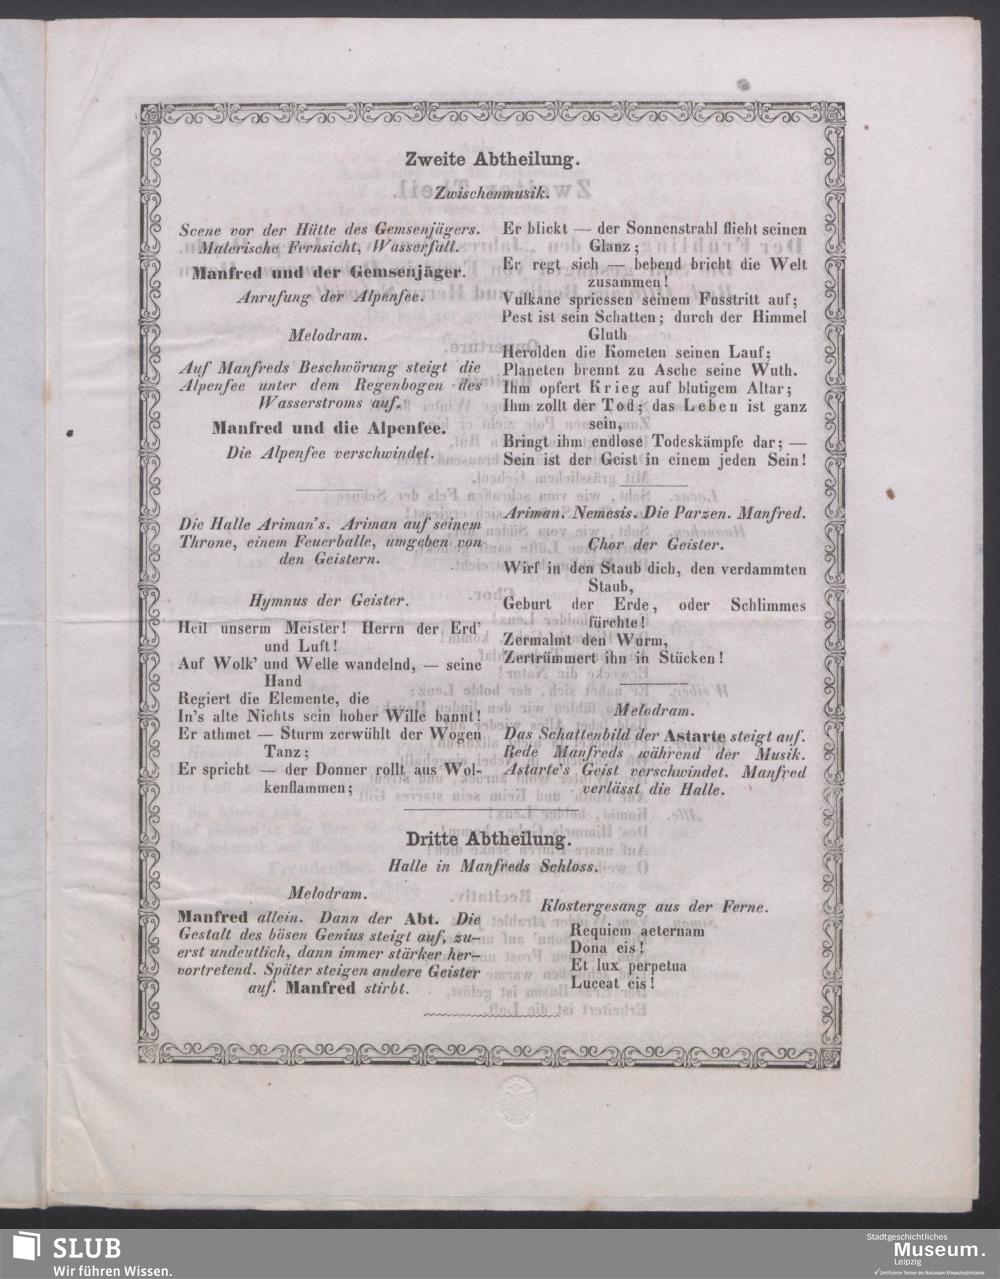 Zweite Abtheilung.
Zwischenmusik.
Scene vor der Hütte des Gemsenjägers.
Malerische Fernsicht, Wasserfall.
Manfred und der Gemsenjäger.
Anrufung der Alpenfee.
Melodram.
Auf Manfreds Beschwörung steigt die
Alpenfee unter dem Regenbogen des
Wasserstroms auf.
Manfred und die Alpenfee.
Die Alpenfee verschwindet.
Die Halle Ariman's. Ariman auf seinem
Throne, einem Feuerballe, umgeben von
den Geistern.
Hymnus der Geister.
Heil unserm Meister! Herrn der Erd'
und Luft!
Auf Wolk' und Welle wandelnd, — seine
Hand
Regiert die Elemente, die
In's alte Nichts sein hoher Wille bannt!
Er athmet — Sturm zerwühlt der Wogen
Tanz;
Er spricht — der Donner rollt aus Wol-
kenflammen;
Er blickt — der Sonnenstrahl flieht seinen
Glanz;
Er regt sich — bebend bricht die Welt
zusammen!
Vulkane spriessen seinem Fusstritt auf;
Pest ist sein Schatten; durch der Himmel
Gluth
Herolden die Kometen seinen Lauf;
Planeten brennt zu Asche seine Wuth.
Ihm opfert Krieg auf blutigem Altar;
Ihm zollt der Tod; das Leben ist ganz
sein,
Bringt ihm endlose Todeskämpfe dar; —
Sein ist der Geist in einem jeden Sein!
Ariman. Nemesis. Die Parzen. Manfred.
Chor der Geister.
Wirf in den Staub dich, den verdammten
Staub,
Geburt der Erde, oder Schlimmes
fürchte!
Zermalmt den Wurm,
Zertrümmert ihn in Stücken!
Melodram.
Das Schattenbild der Astarte steigt auf.
Rede Manfreds während der Musik.
Astarte's Geist verschwindet. Manfred
verlässt die Halle.
Dritte Abtheilung.
Halle in Manfreds Schloss.
Melodram.
Manfred allein. Dann der Abt. Die
Gestalt des bösen Genius steigt auf, zu-
erst undeutlich, dann immer stärker her-
vortretend. Später steigen andere Geister
auf. Manfred stirbt.
Klostergesang aus der Ferne.
Requiem aeternam
Dona eis!
Et lux perpetua
Luceat eis!
SLUB
Wir führen Wissen.
Stadtgeschichtliches
Museum.
Leipzig
Zertifizierter Partner der Nationalen Klimaschutzinitiative